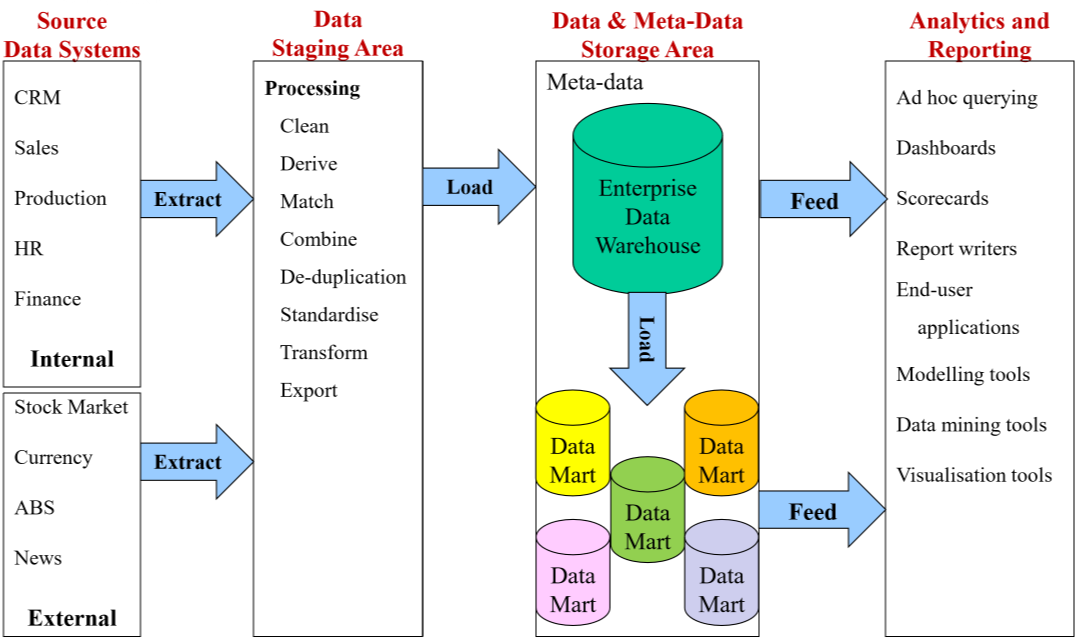 Source
Data Systems
CRM
Sales
Production
HR
Finance
Internal
Stock Market
Currency
ABS
News
External
Extract
Extract
Data
Staging Area
Processing
Clean
Derive
Match
Combine
De-duplication
Standardise
Transform
Export
Load
Data & Meta-Data
Storage Area
Meta-data
Enterprise
Data
Warehouse
Load
Data
Mart
Data
Mart
Data
Mart
Data
Mart
Data
Mart
Feed
Feed
Analytics and
Reporting
Ad hoc querying
Dashboards
Scorecards
Report writers
End-user
applications
Modelling tools
Data mining tools
Visualisation tools